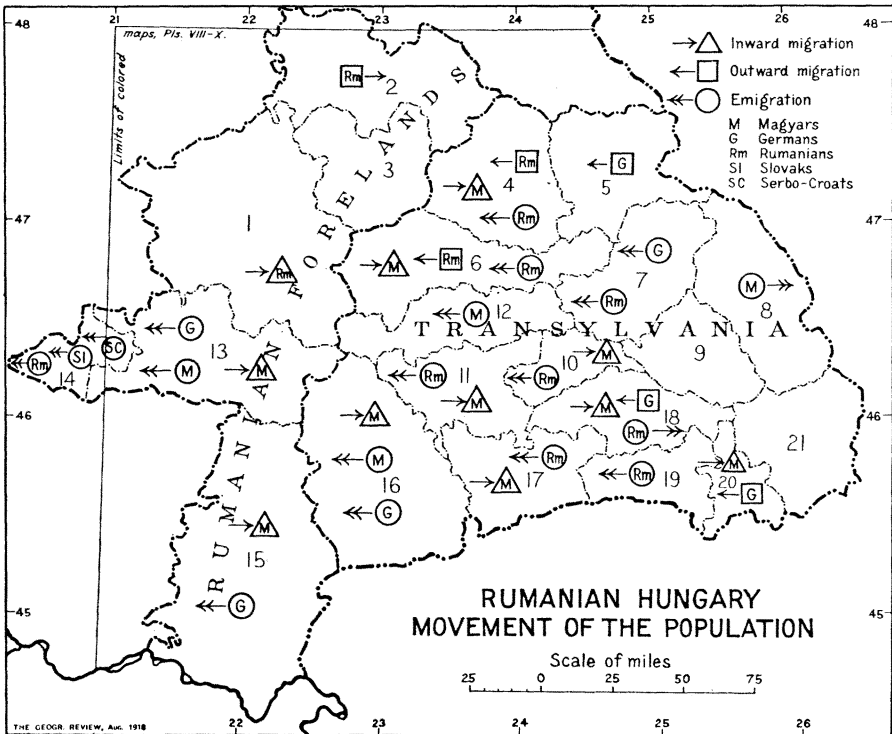 48 21 22 23 24 25 26 48
maps, Pls. VIII-X.
Limits of colored
Inward migration
Outward migration
Emigration
M Magyars
G Germans
Rm Rumanians
Sl Slovaks
SC Serbo-Croats
Rm 2
3
Rm
M 4
Rm
G
5
47 47
1
Rm
M Rm 6 Rm
G
7
Rm
M 8
RUMANIAN FORELANDS
TRANSYLVANIA
M 12
9
G
13
M M
SC
Sl
Rm
14
Rm 11 M
10 M
Rm
M G 18
Rm
46 46
M
M
16
G
Rm
M 17
Rm 19
M
20
G
21
M
15
G
45 45
RUMANIAN HUNGARY
MOVEMENT OF THE POPULATION
Scale of miles
25 0 25 50 75
THE GEOGR. REVIEW, AUG. 1918
22 23 24 25 26